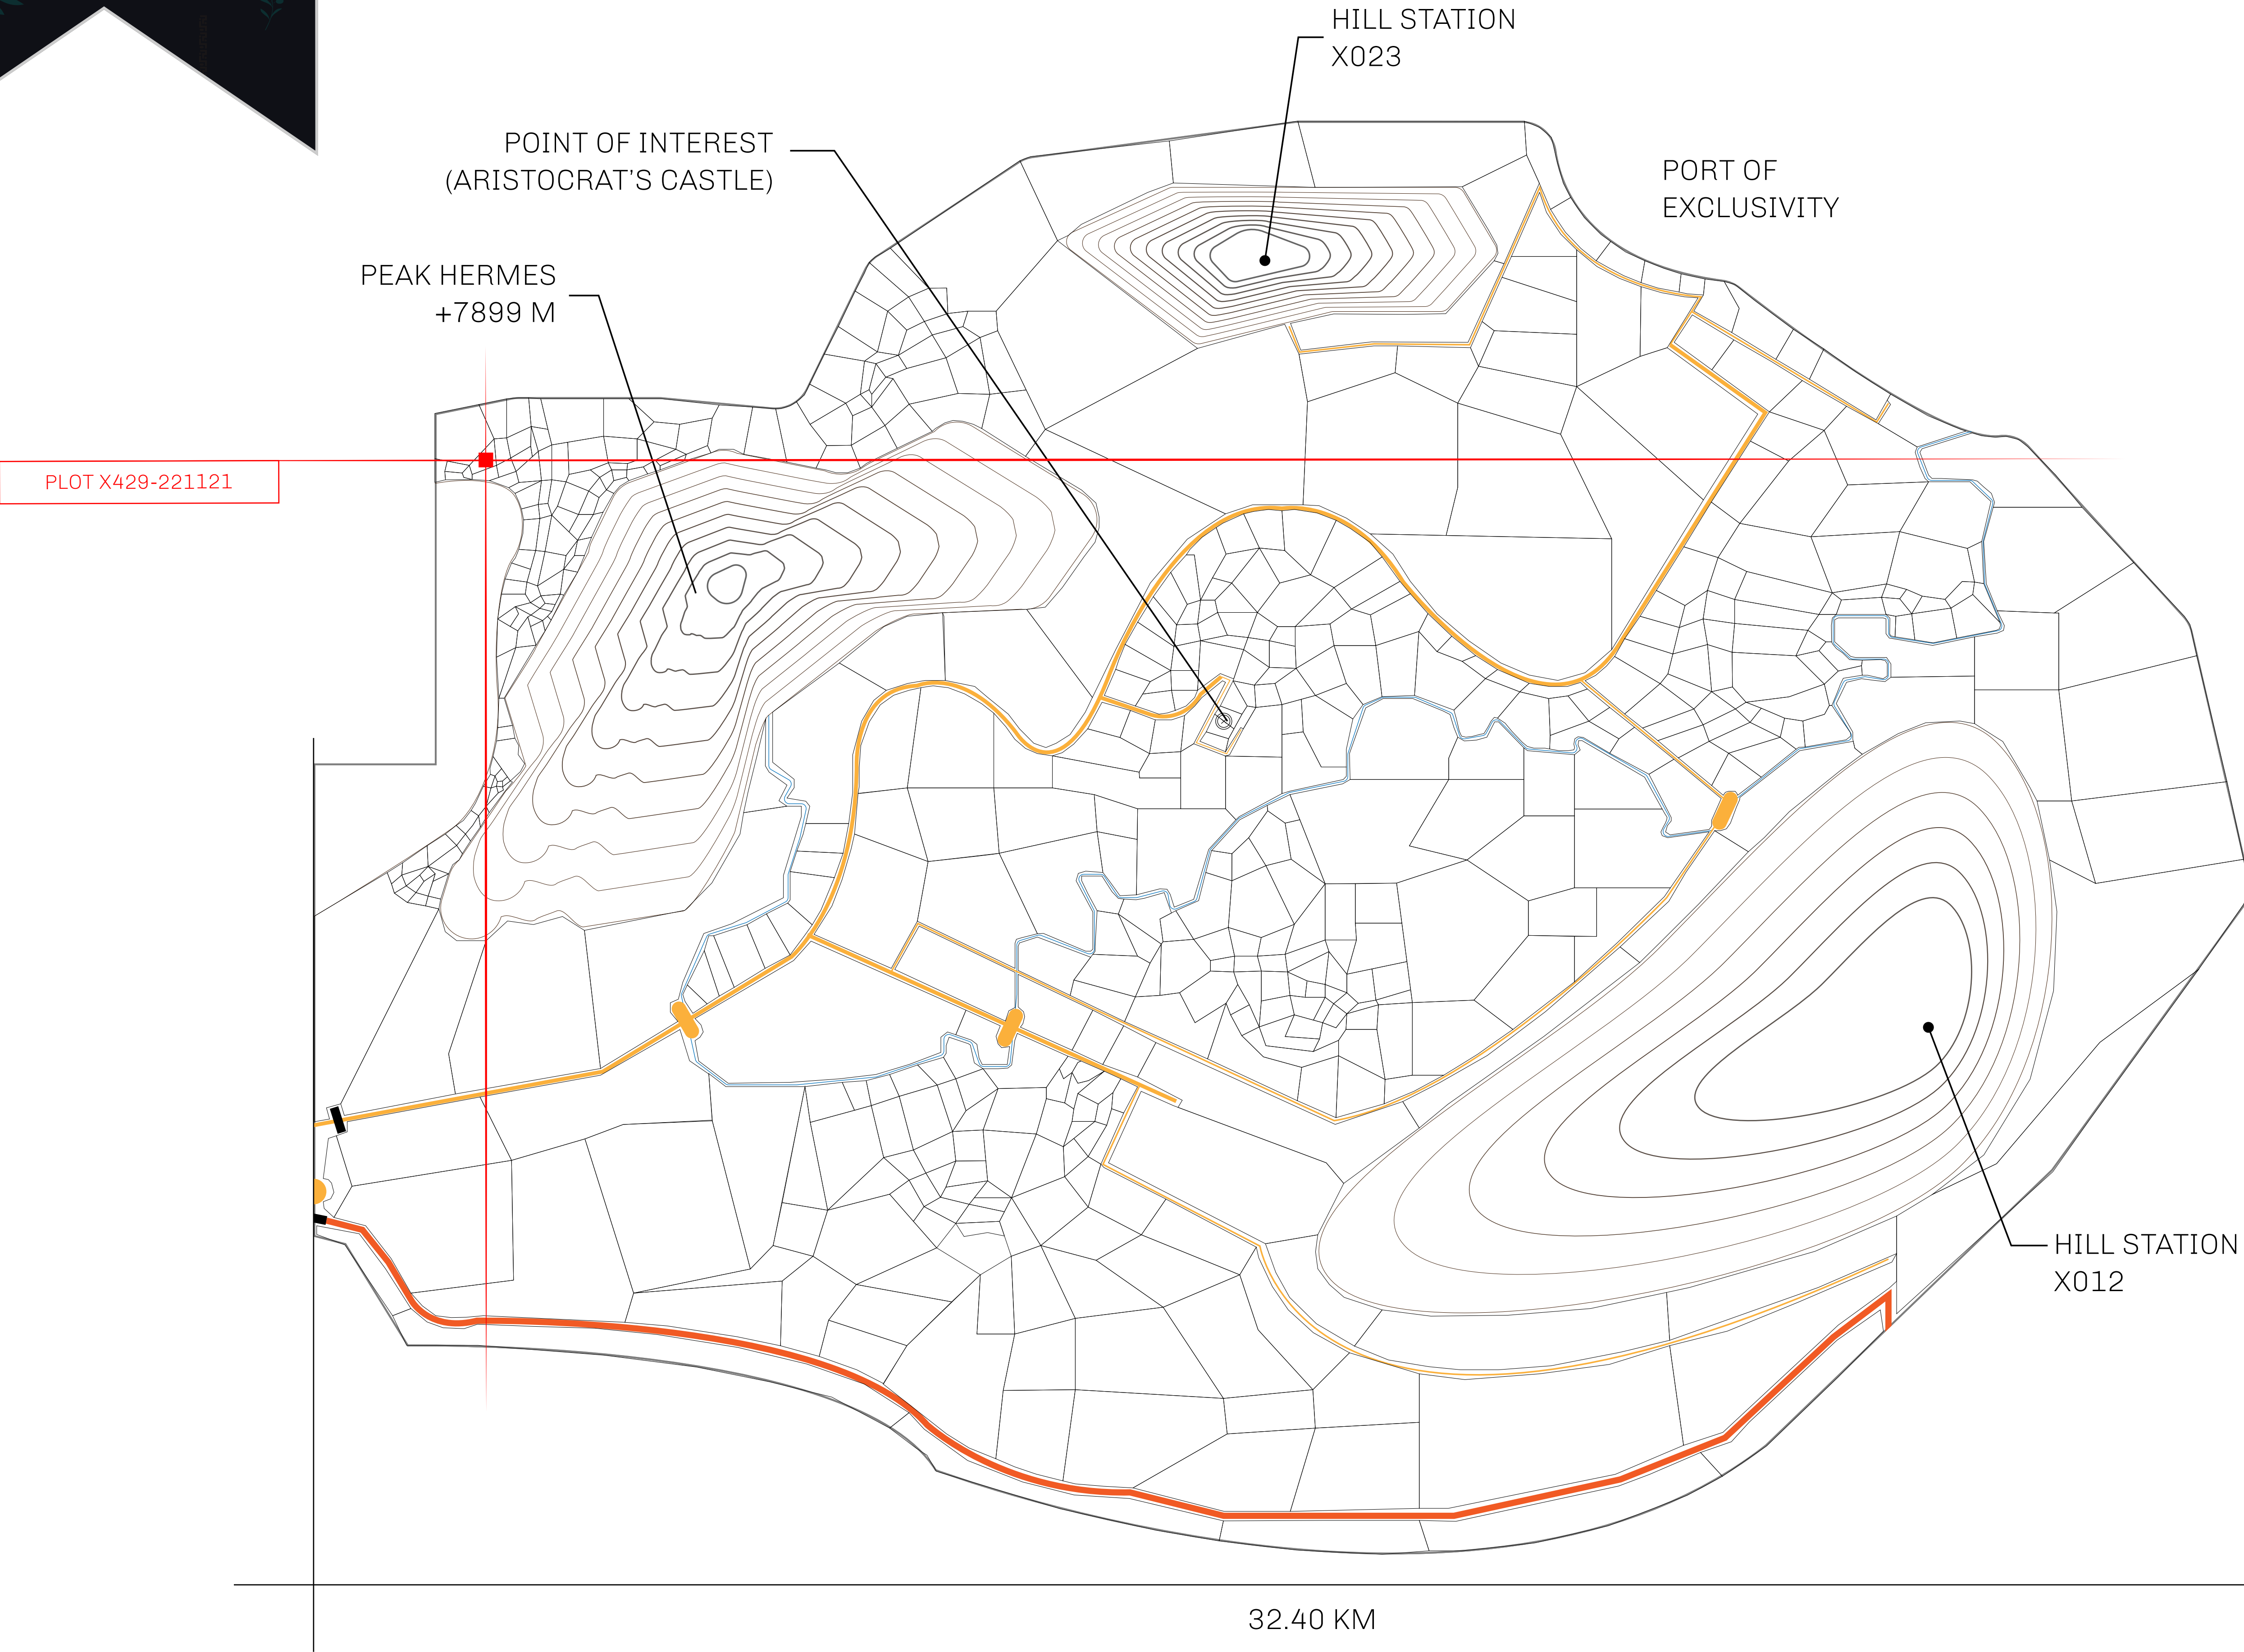 HILL STATION
X023
POINT OF INTEREST
(ARISTOCRAT'S CASTLE)
PORT OF
EXCLUSIVITY
PEAK HERMES
+7899 M
PLOT X429-221121
HILL STATION
X012
32.40 KM